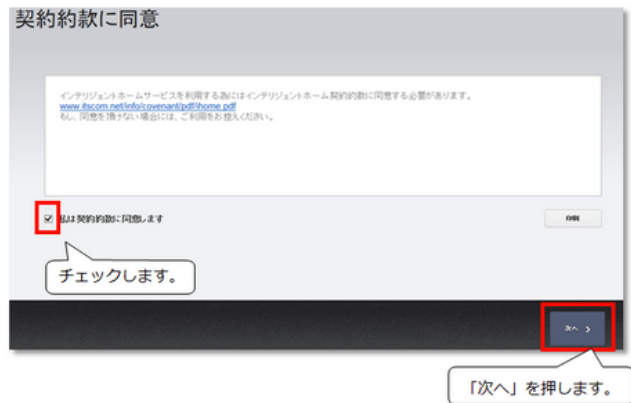 契約約款に同意
インテリジェントホームサービスを利用する為にはインテリジェントホーム契約約款に同意する必要があります。
www.itscom.net/info/covenant/pdf/ihome.pdf
もし、同意を頂けない場合には、ご利用をお控えください。
私は契約約款に同意します
印刷
チェックします。
次へ
「次へ」を押します。